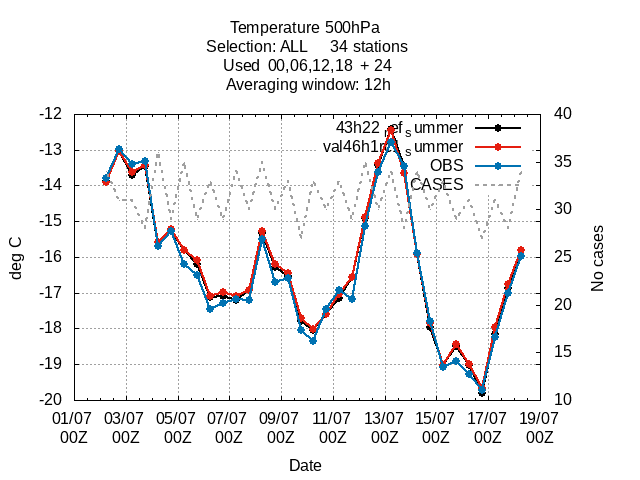 Temperature 500hPa
Selection: ALL 34 stations
Used 00,06,12,18 + 24
Averaging window: 12h
43h22_ref_summer
val46h1ref_summer
OBS
CASES
deg C
-12
-13
-14
-15
-16
-17
-18
-19
-20
No cases
40
35
30
25
20
15
10
01/07 03/07 05/07 07/07 09/07 11/07 13/07 15/07 17/07 19/07
00Z 00Z 00Z 00Z 00Z 00Z 00Z 00Z 00Z 00Z
Date